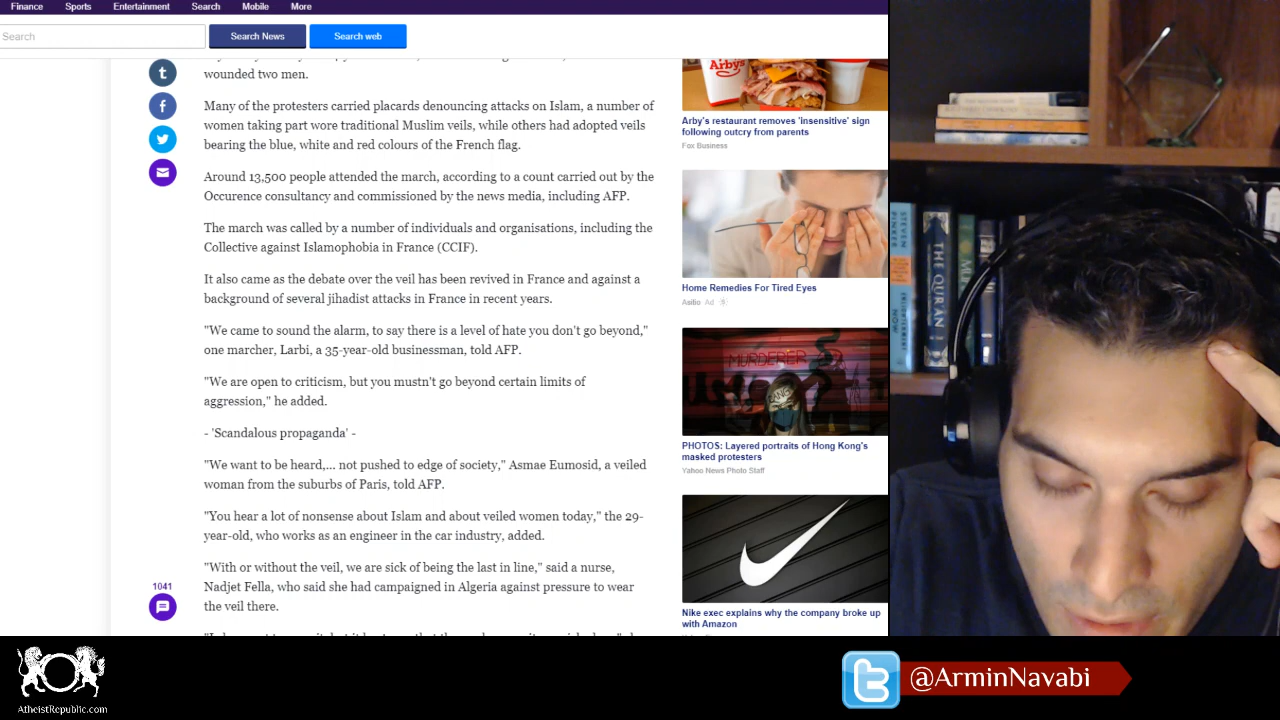 Finance Sports Entertainment Search Mobile More
Search Search News Search web
wounded two men.
Many of the protesters carried placards denouncing attacks on Islam, a number of
women taking part wore traditional Muslim veils, while others had adopted veils
bearing the blue, white and red colours of the French flag.
Around 13,500 people attended the march, according to a count carried out by the
Occurence consultancy and commissioned by the news media, including AFP.
The march was called by a number of individuals and organisations, including the
Collective against Islamophobia in France (CCIF).
It also came as the debate over the veil has been revived in France and against a
background of several jihadist attacks in France in recent years.
"We came to sound the alarm, to say there is a level of hate you don't go beyond,"
one marcher, Larbi, a 35-year-old businessman, told AFP.
"We are open to criticism, but you mustn't go beyond certain limits of
aggression," he added.
- 'Scandalous propaganda' -
"We want to be heard,... not pushed to edge of society," Asmae Eumosid, a veiled
woman from the suburbs of Paris, told AFP.
"You hear a lot of nonsense about Islam and about veiled women today," the 29-
year-old, who works as an engineer in the car industry, added.
"With or without the veil, we are sick of being the last in line," said a nurse,
Nadjet Fella, who said she had campaigned in Algeria against pressure to wear
the veil there.
1041
Arby's
Arby's restaurant removes 'insensitive' sign
following outcry from parents
Fox Business
Home Remedies For Tired Eyes
Asitio Ad
MURDERER
PHOTOS: Layered portraits of Hong Kong's
masked protesters
Yahoo News Photo Staff
Nike exec explains why the company broke up
with Amazon
STEVEN PINKER
ENLIGHTENMENT NOW
THE QUR'AN
AtheistRepublic.com
@ArminNavabi